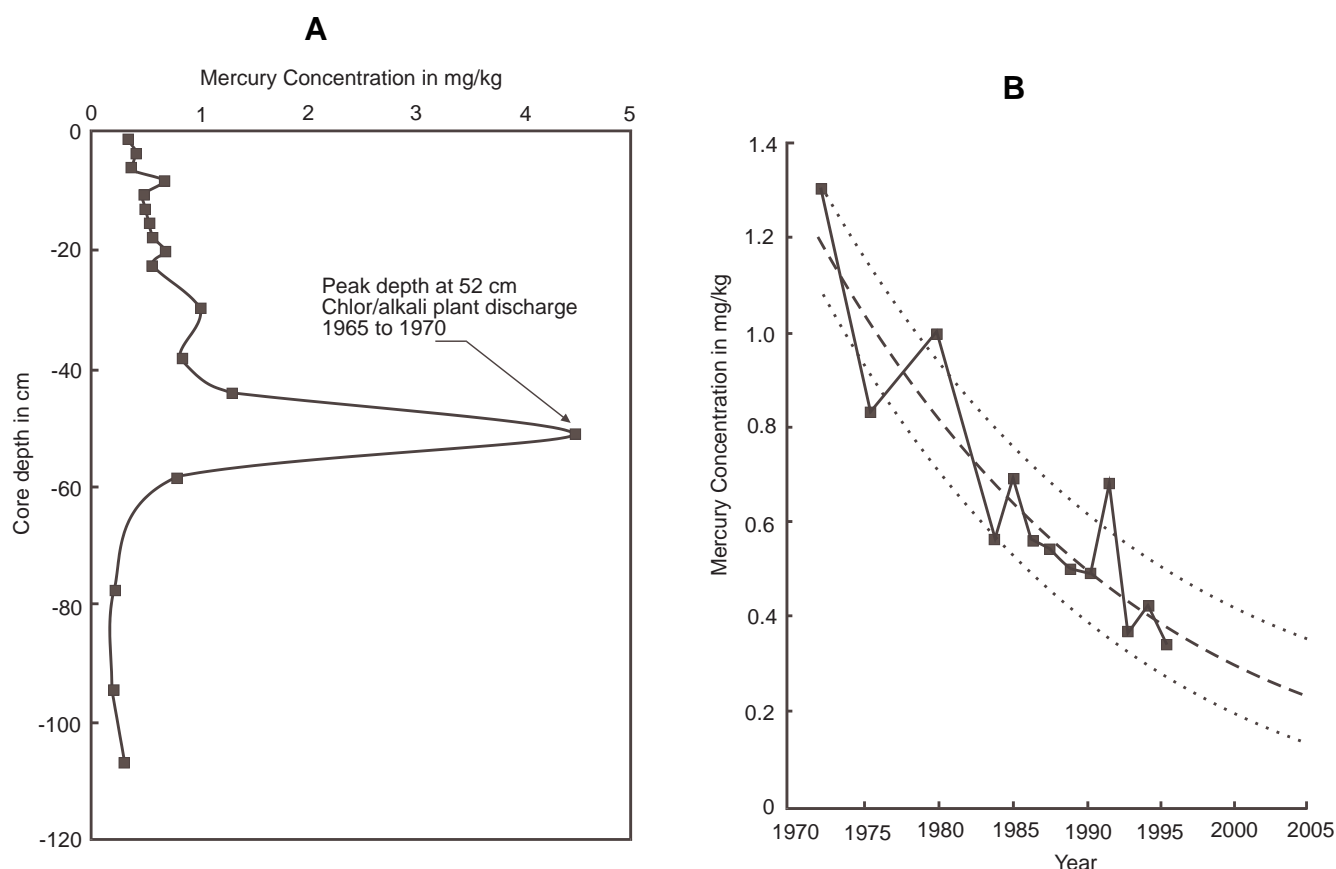 A
Mercury Concentration in mg/kg
0 1 2 3 4 5
0
-20
-40
-60
-80
-100
-120
Core depth in cm
Peak depth at 52 cm
Chlor/alkali plant discharge
1965 to 1970
B
1.4
1.2
1.0
0.8
0.6
0.4
0.2
0
Mercury Concentration in mg/kg
1970 1975 1980 1985 1990 1995 2000 2005
Year